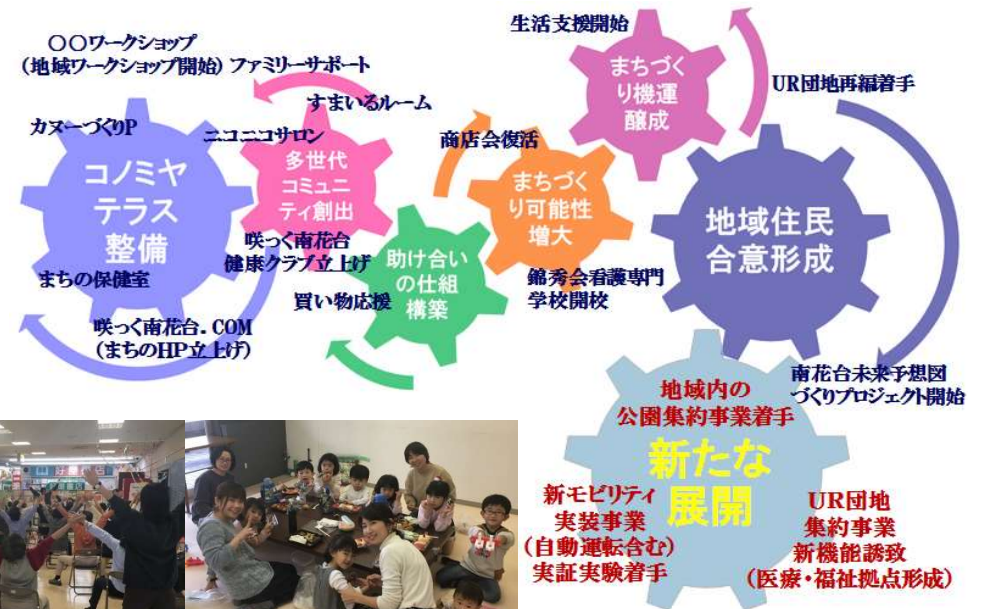 〇〇ワークショップ
(地域ワークショップ開始)
ファミリーサポート
すまいるルーム
カヌーづくりP
ニコニコサロン
コノミヤ
テラス
整備
多世代
コミュニ
ティ創出
まちの保健室
咲っく南花台
健康クラブ立上げ
買い物応援
咲っく南花台.COM
(まちのHP立上げ)
助け合い
の仕組
構築
商店会復活
まちづく
り可能性
増大
錦秀会看護専門
学校開校
生活支援開始
まちづく
り機運
醸成
UR団地再編着手
地域住民
合意形成
南花台未来予想図
づくりプロジェクト開始
地域内の
公園集約事業着手
新たな
展開
新モビリティ
実装事業
(自動運転含む)
実証実験着手
UR団地
集約事業
新機能誘致
(医療・福祉拠点形成)